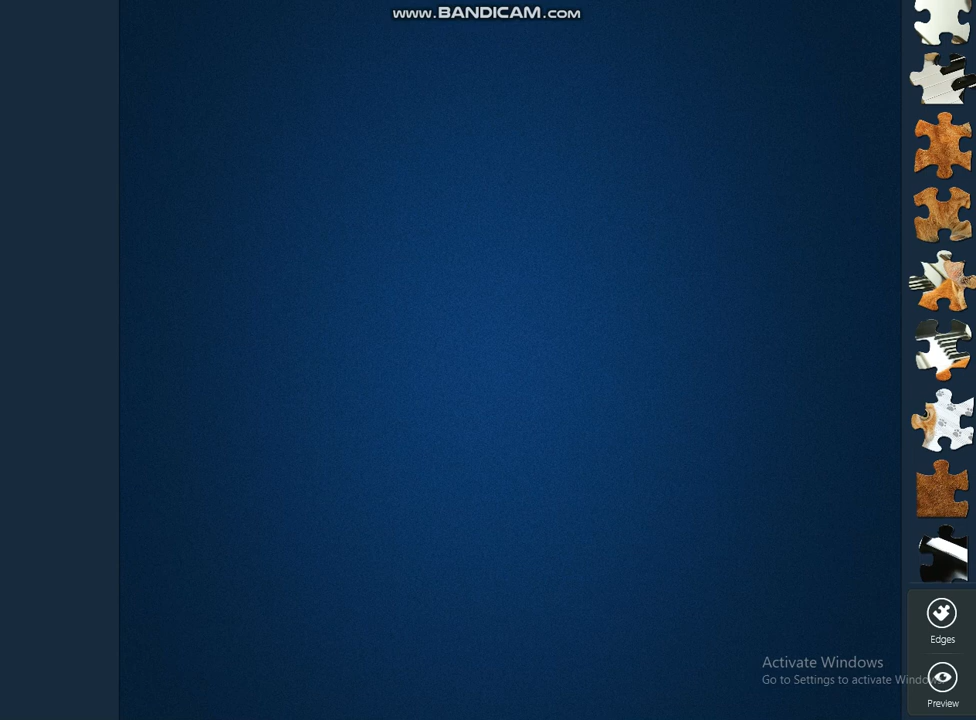 www.BANDICAM.com
Edges
Activate Windows
Go to Settings to activate Windows.
Preview